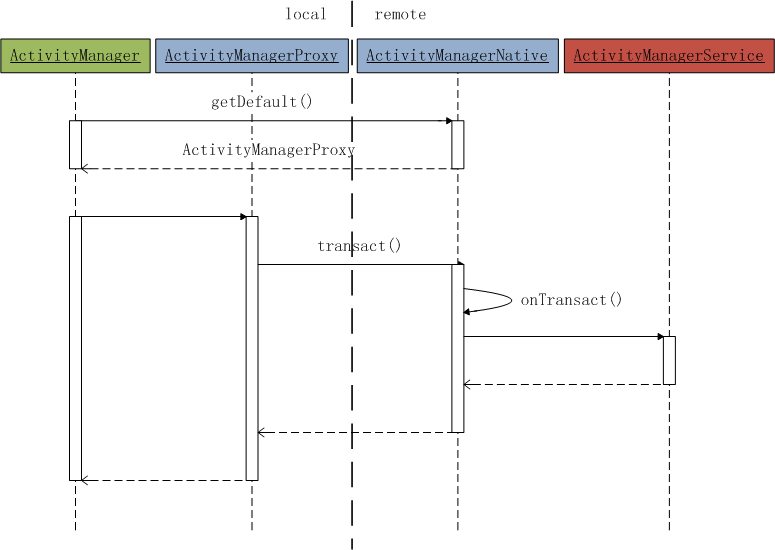 local
remote
ActivityManager
ActivityManagerProxy
ActivityManagerNative
ActivityManagerService
getDefault()
ActivityManagerProxy
transact()
onTransact()